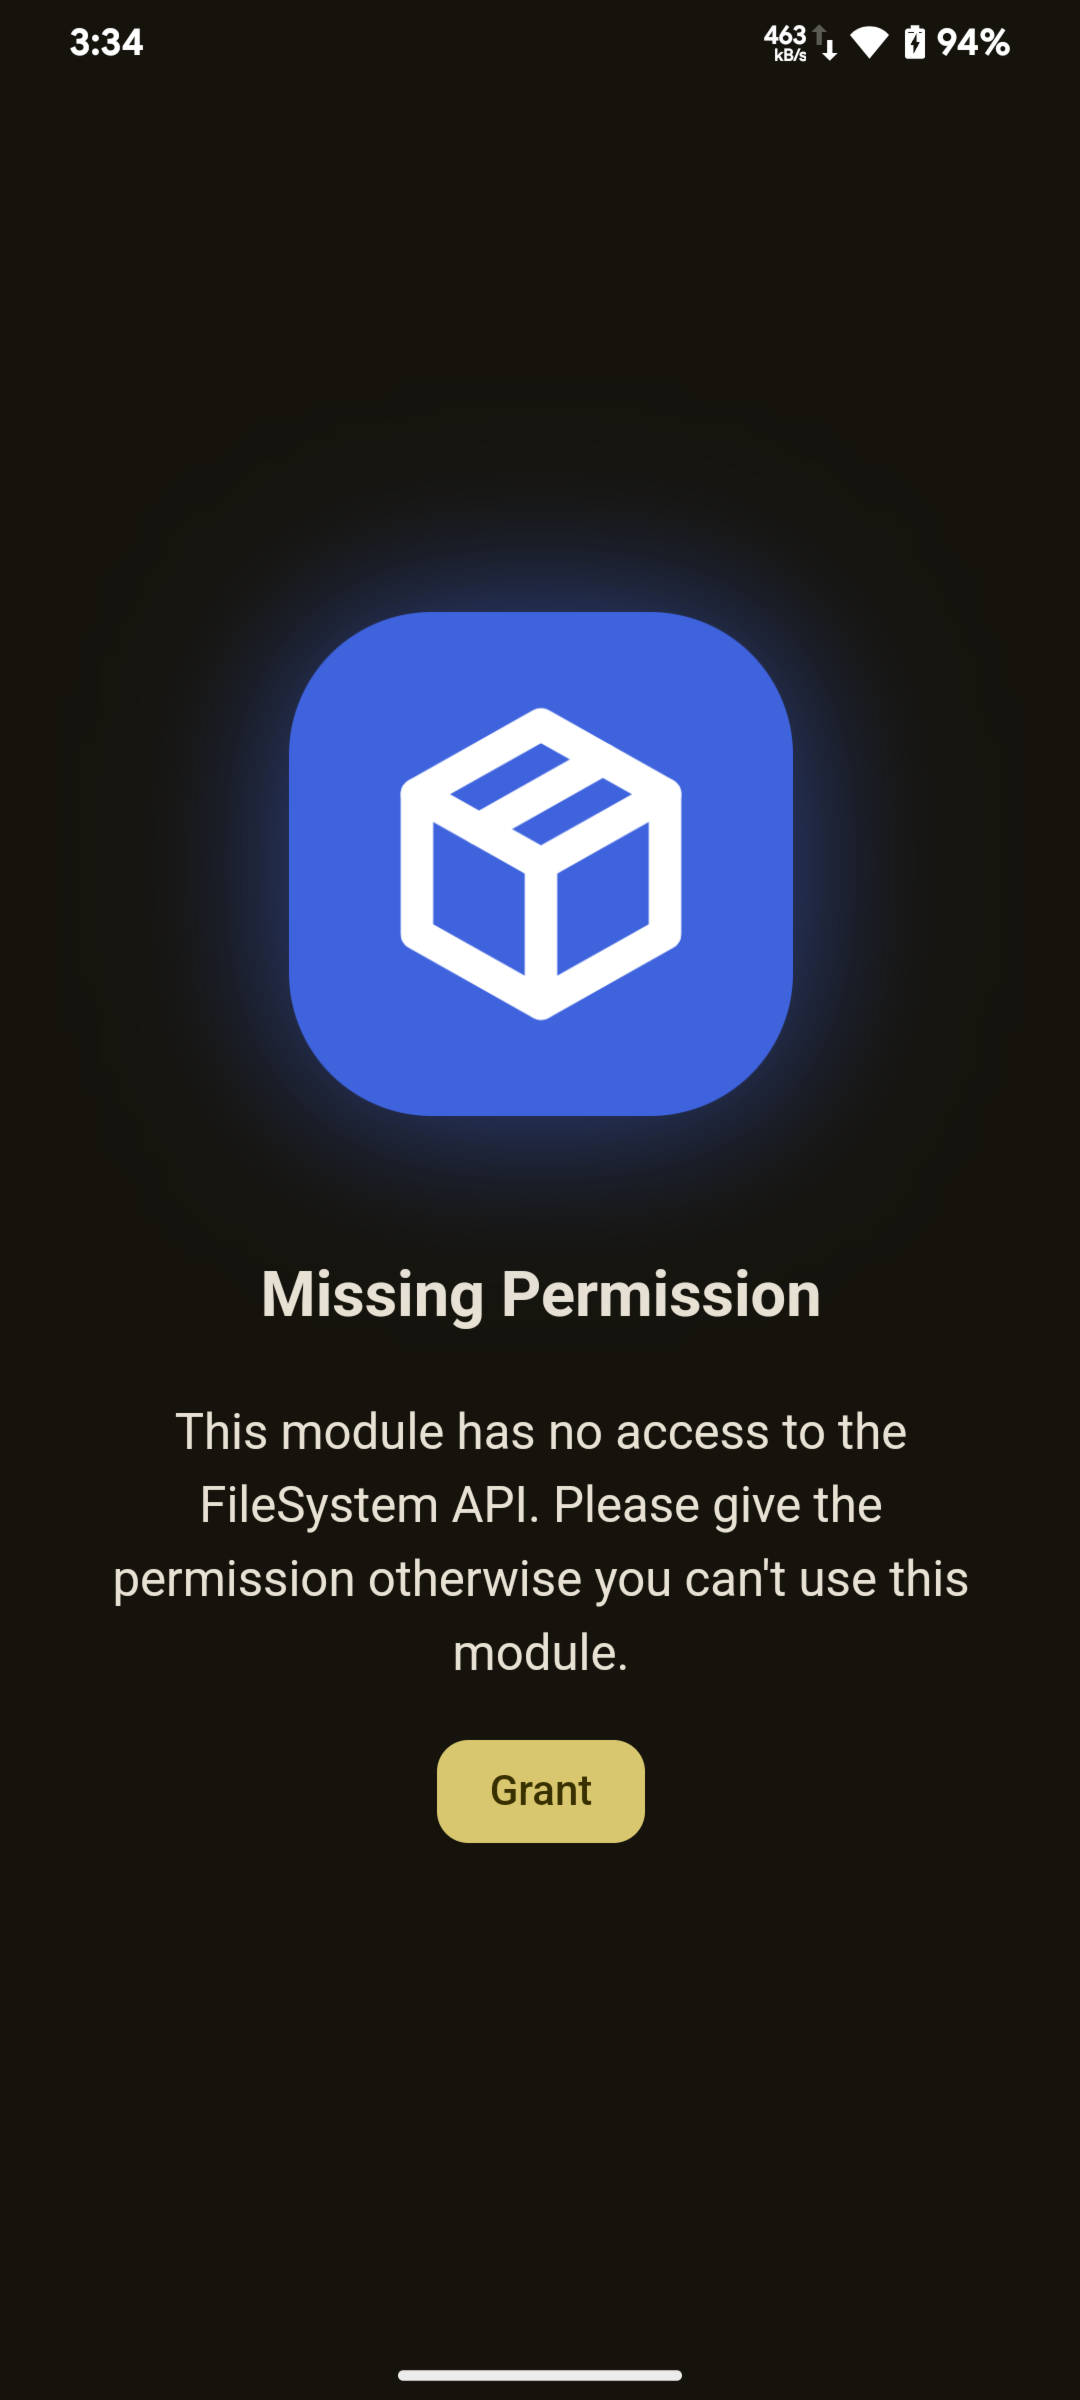 3:34
463
kB/s
94%
Missing Permission
This module has no access to the
FileSystem API. Please give the
permission otherwise you can't use this
module.
Grant